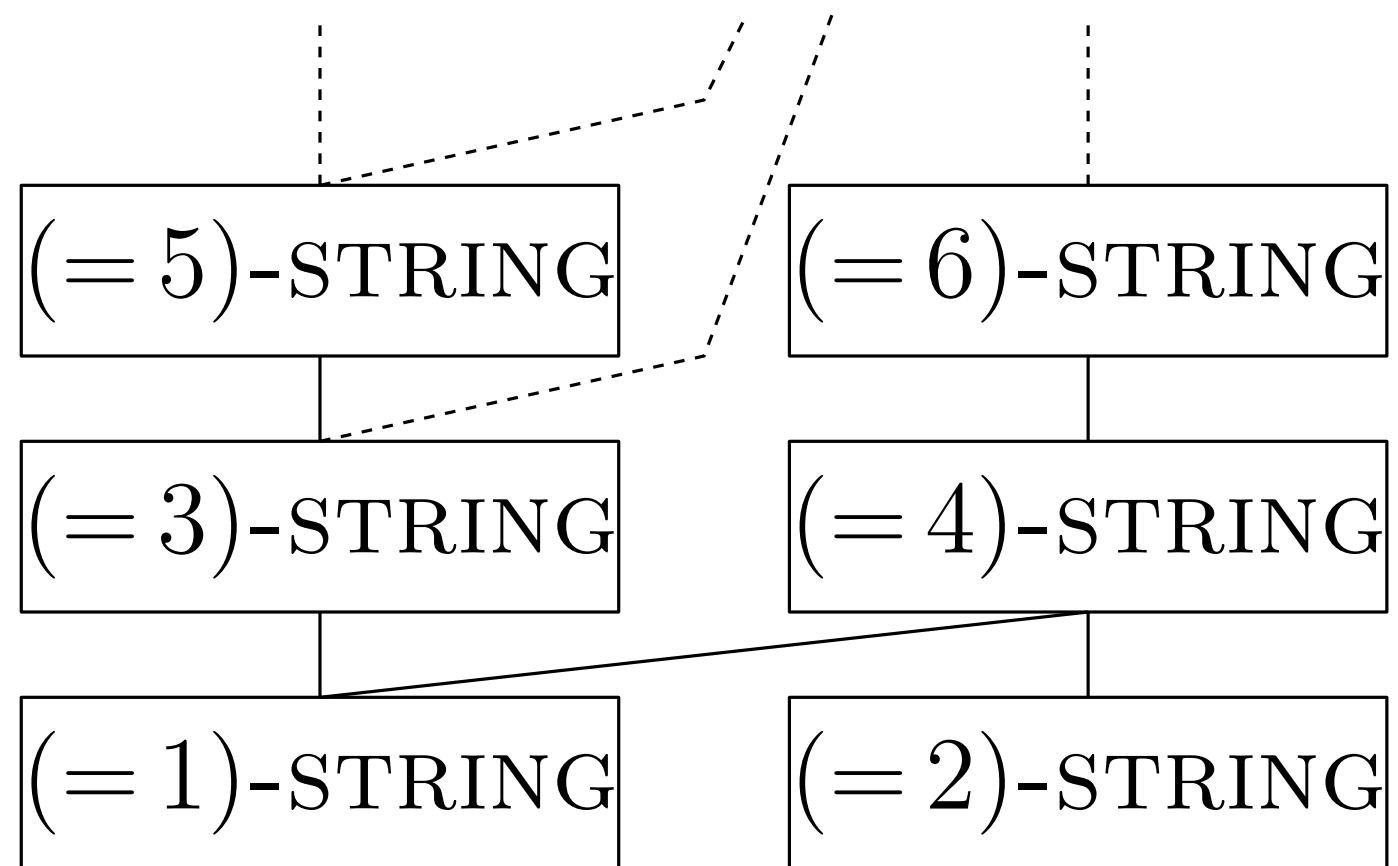 (= 5)-STRING
(= 6)-STRING
(= 3)-STRING
(= 4)-STRING
(= 1)-STRING
(= 2)-STRING